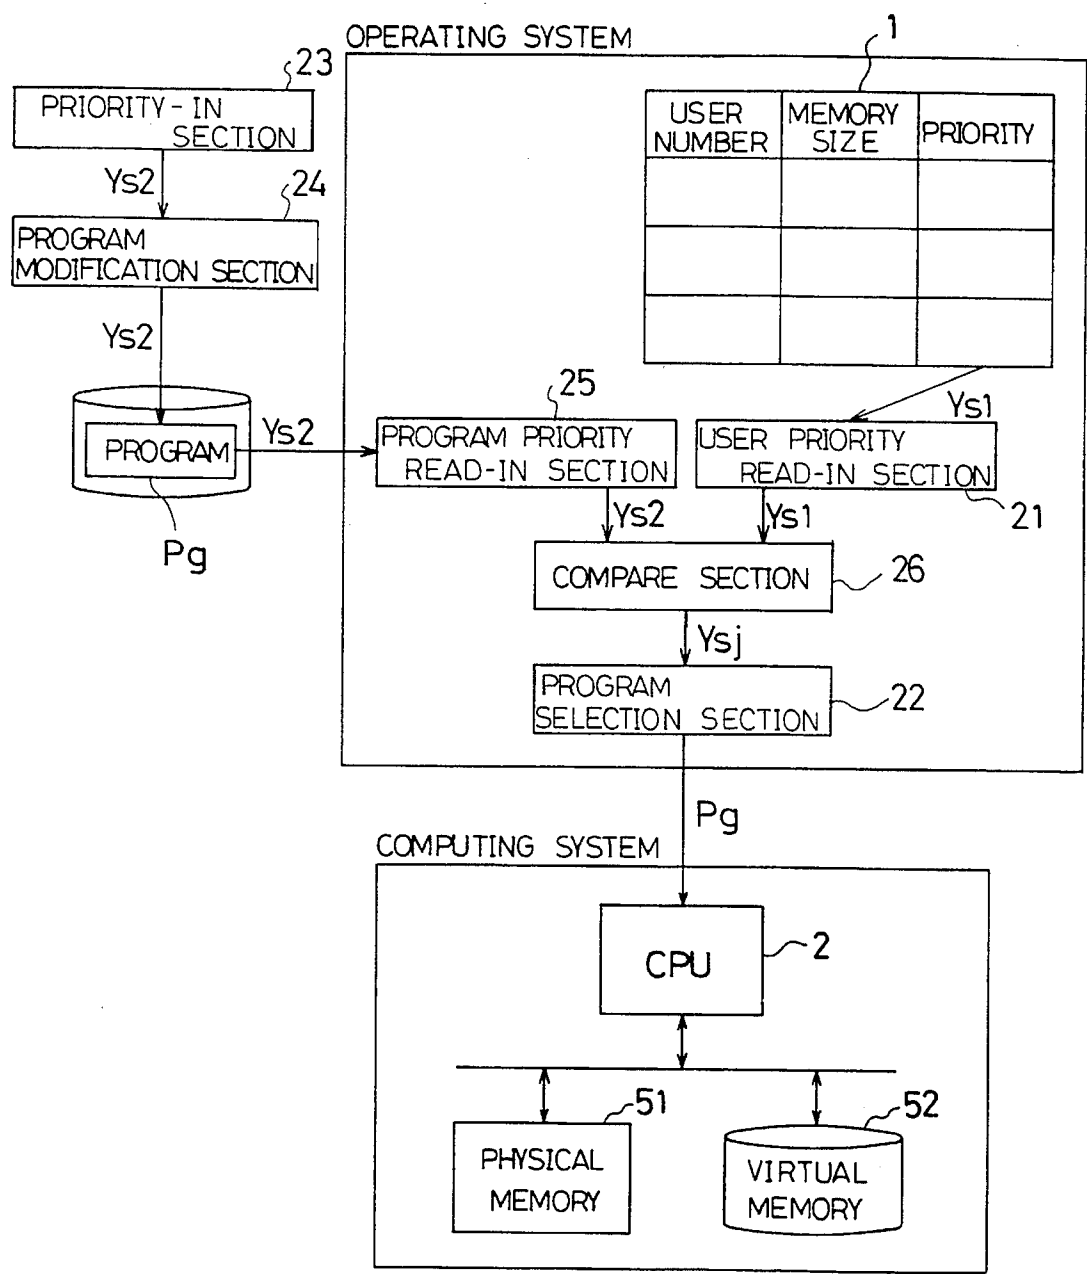 OPERATING SYSTEM
1
23
PRIORITY-IN
SECTION
USER
NUMBER
MEMORY
SIZE
PRIORITY
Ys2
24
PROGRAM
MODIFICATION SECTION
Ys2
PROGRAM
Pg
Ys2
25
PROGRAM PRIORITY
READ-IN SECTION
Ys1
USER PRIORITY
READ-IN SECTION
21
Ys2
Ys1
COMPARE SECTION
26
Ysj
PROGRAM
SELECTION SECTION
22
Pg
COMPUTING SYSTEM
CPU
2
51
PHYSICAL
MEMORY
52
VIRTUAL
MEMORY